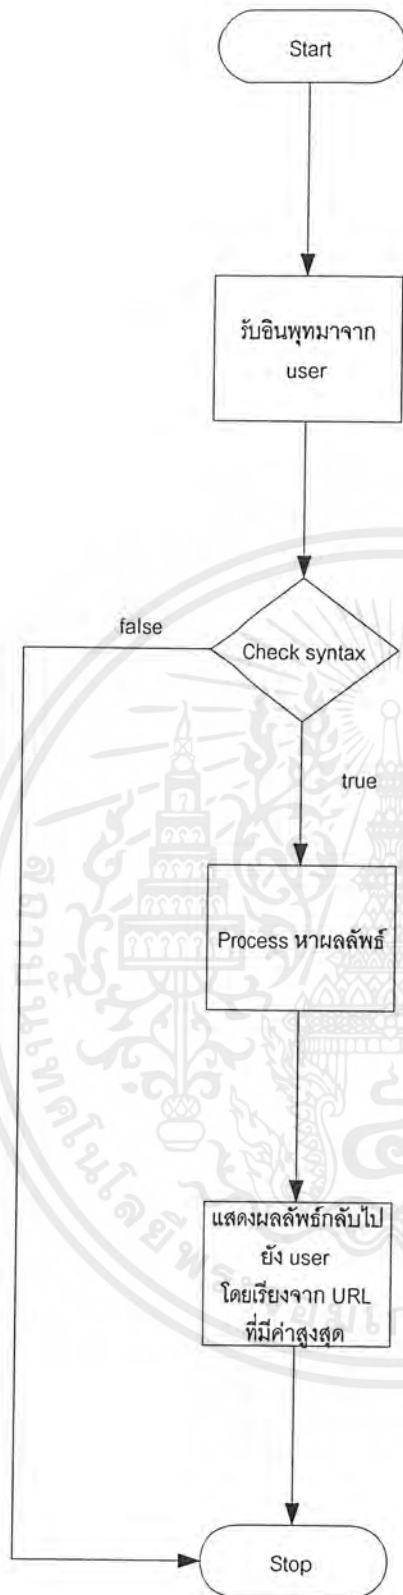 Start
รับอินพุทมาจาก
user
false
Check syntax
true
Process หาผลลัพธ์
แสดงผลลัพธ์กลับไป
ยัง user
โดยเรียงจาก URL
ที่มีค่าสูงสุด
Stop